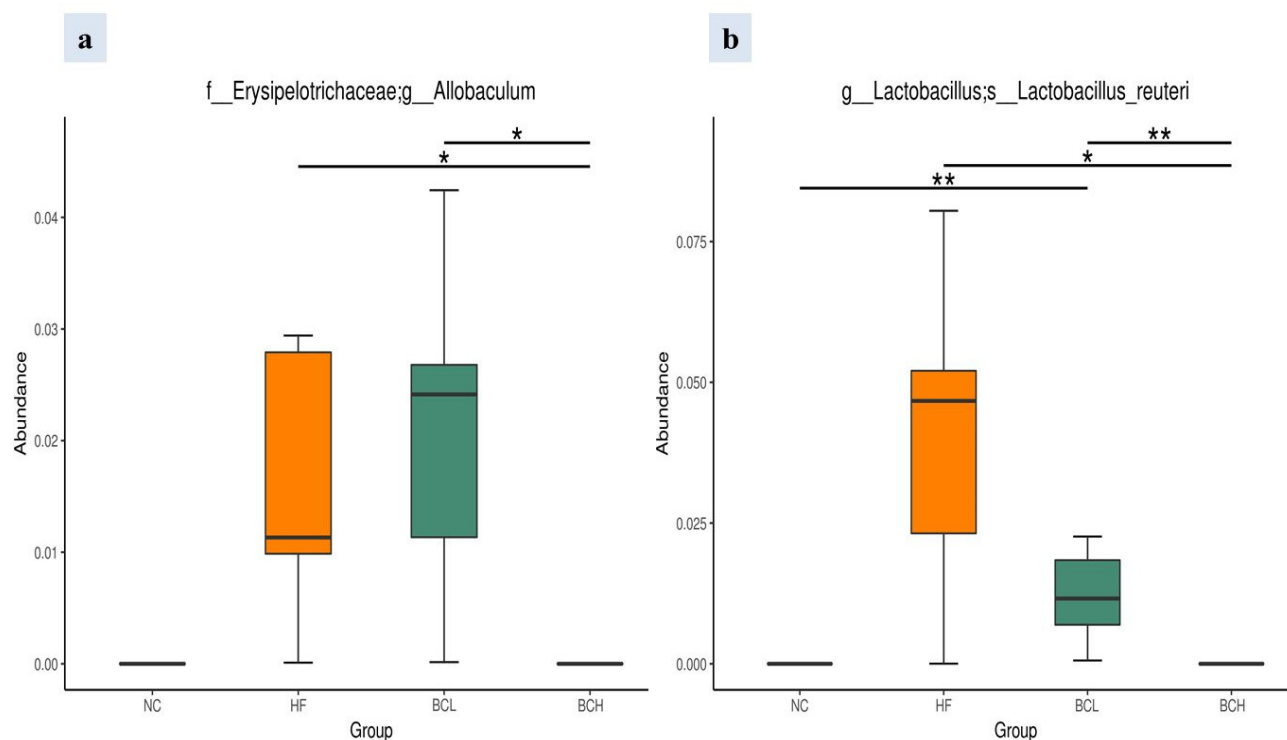 a
f__Erysipelotrichaceae;g__Allobaculum
*
*
0.04
0.03
0.02
0.01
0.00
Abundance
NC HF BCL BCH
Group
b
g__Lactobacillus;s__Lactobacillus_reuteri
**
*
**
0.075
0.050
0.025
0.000
Abundance
NC HF BCL BCH
Group